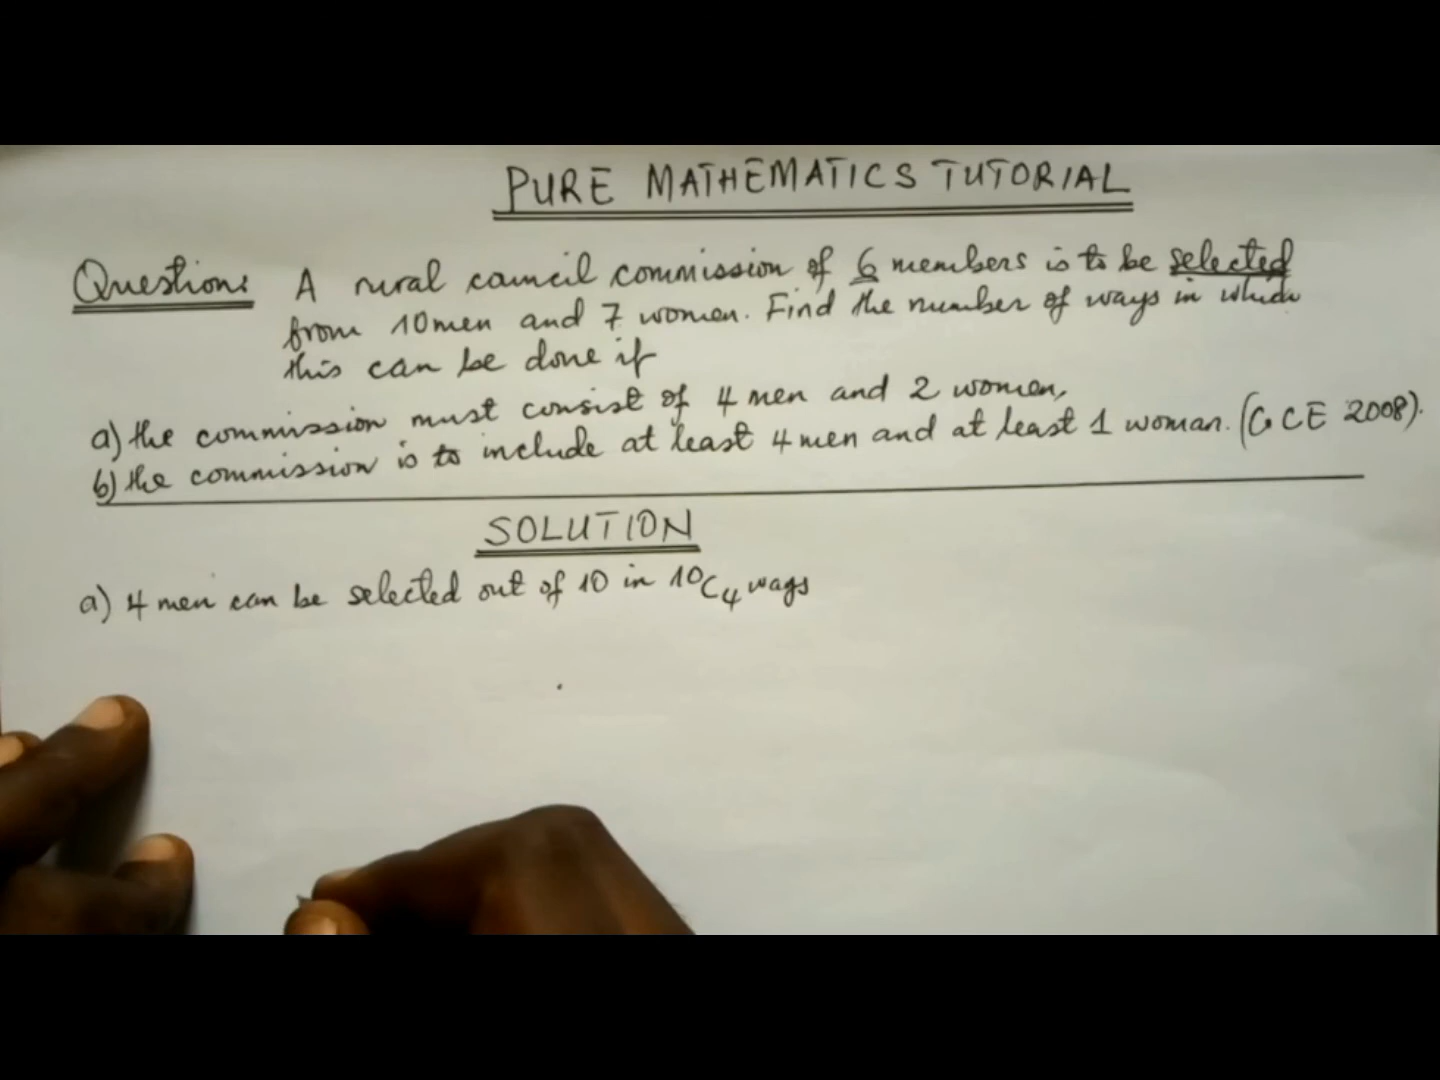 PURE MATHEMATICS TUTORIAL
Question: A rural council commission of 6 members is to be selected
from 10 men and 7 women. Find the number of ways in which
this can be done if
a) the commission must consist of 4 men and 2 women,
b) the commission is to include at least 4 men and at least 1 woman. (GCE 2008).
SOLUTION
a) 4 men can be selected out of 10 in 10C4 ways